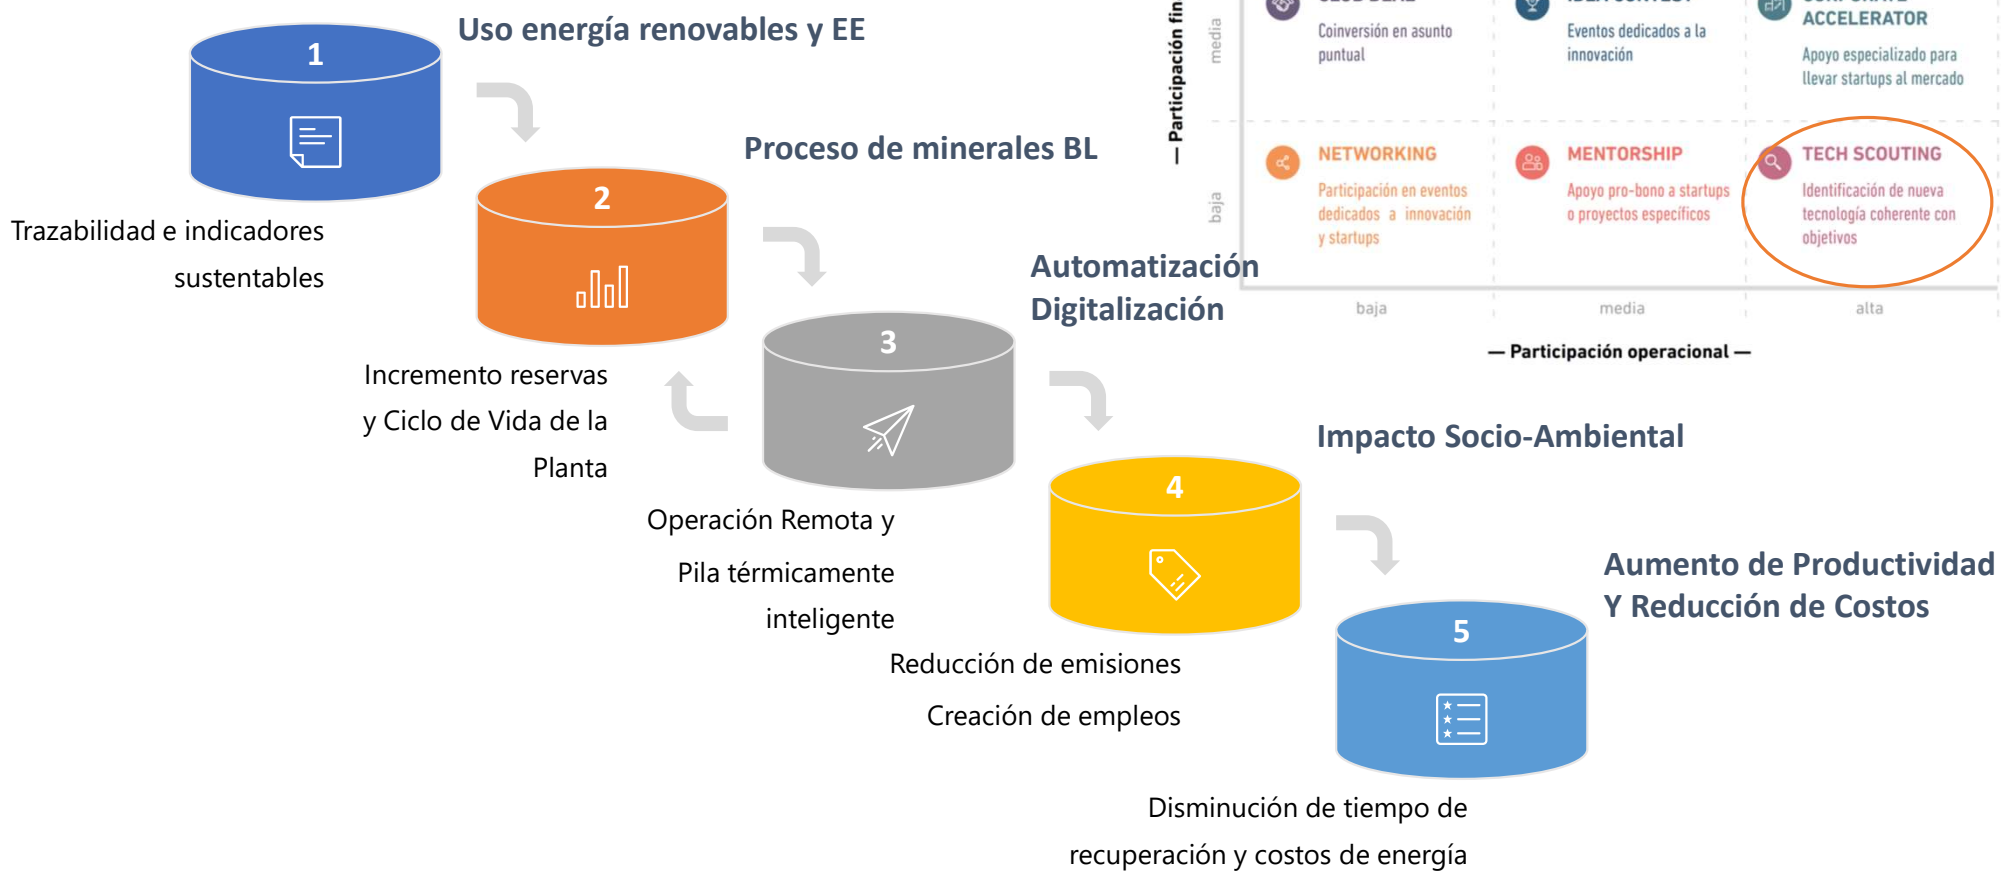 1
Uso energía renovables y EE
Trazabilidad e indicadores
sustentables
2
Proceso de minerales BL
Incremento reservas
y Ciclo de Vida de la
Planta
3
Automatización
Digitalización
Operación Remota y
Pila térmicamente
inteligente
4
Impacto Socio-Ambiental
Reducción de emisiones
Creación de empleos
5
Aumento de Productividad
Y Reducción de Costos
Disminución de tiempo de
recuperación y costos de energía
— Participación fin
media
Coinversión en asunto
puntual
Eventos dedicados a la
innovación
ACCELERATOR
Apoyo especializado para
llevar startups al mercado
baja
NETWORKING
Participación en eventos
dedicados a innovación
y startups
MENTORSHIP
Apoyo pro-bono a startups
o proyectos específicos
TECH SCOUTING
Identificación de nueva
tecnología coherente con
objetivos
baja
media
alta
— Participación operacional —